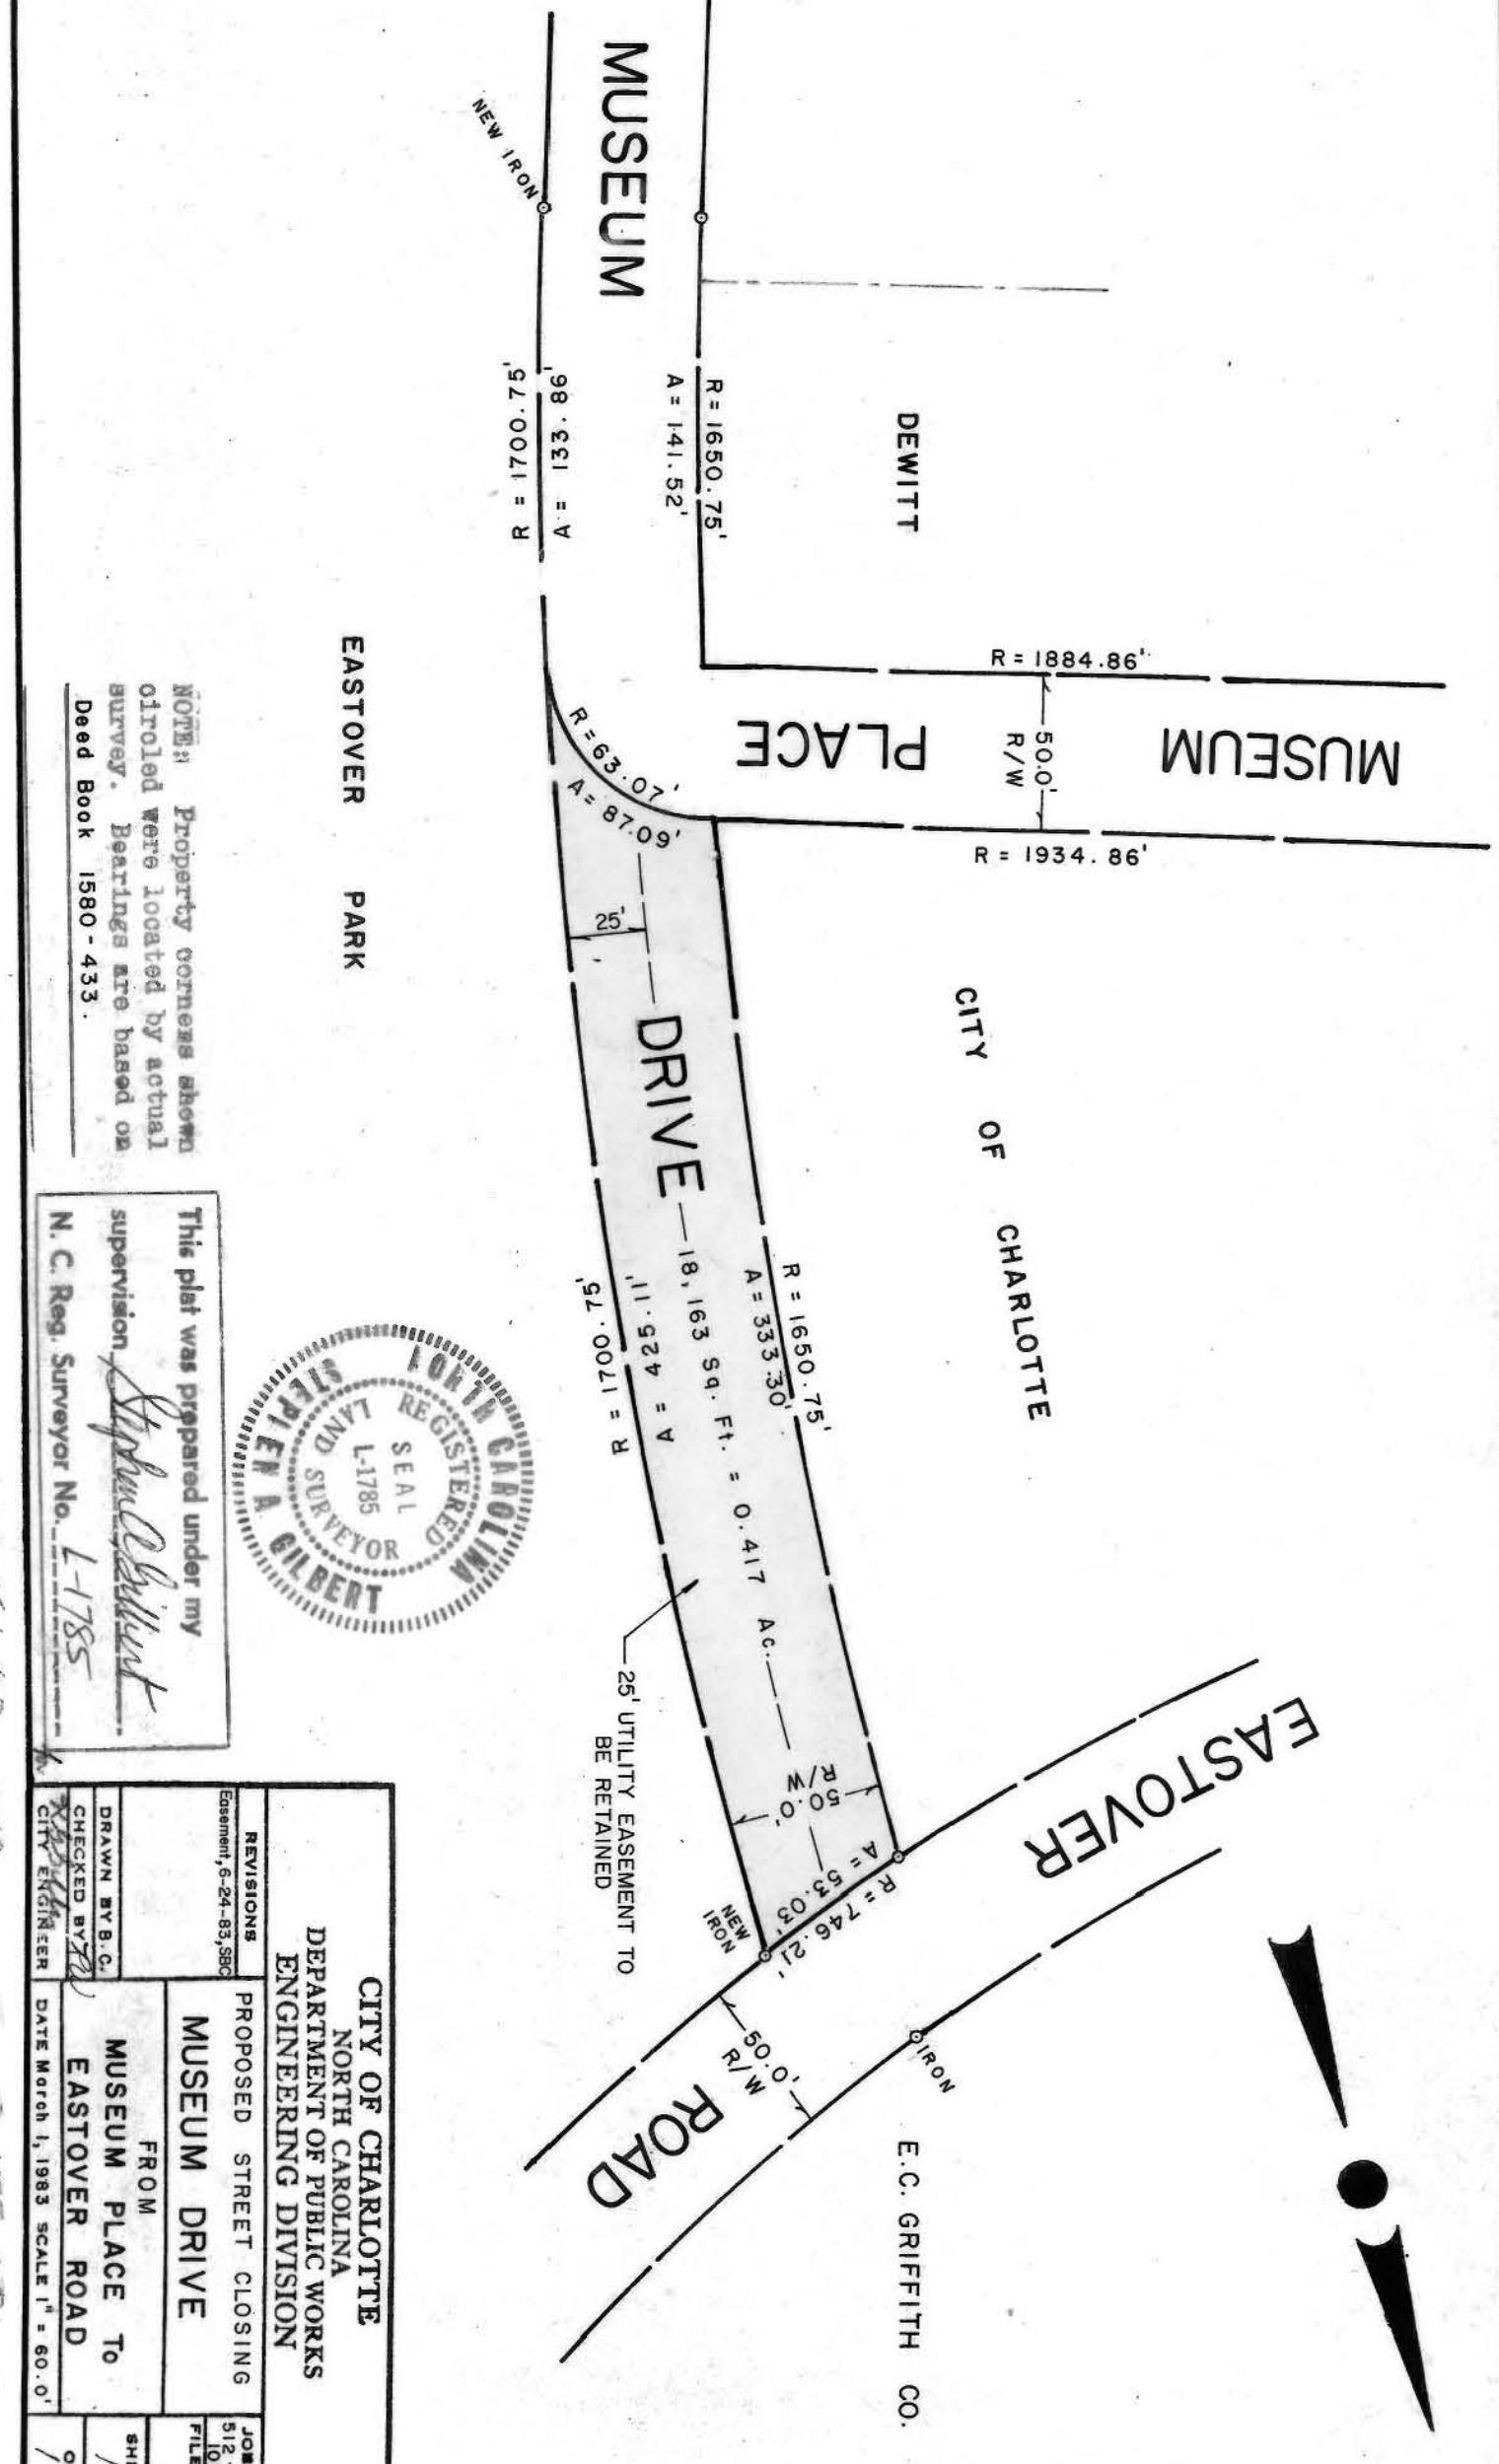 MUSEUM
NEW IRON
R = 1650.75'
A = 141.52'
A = 133.86'
R = 1700.75'
DEWITT
R = 1884.86'
MUSEUM
PLACE
50.0'
R/W
R = 1934.86'
R = 63.07'
A = 87.09'
25'
DRIVE
18,163 Sq. Ft. = 0.417 Ac.
R = 1650.75'
A = 333.30'
A = 425.11'
R = 1700.75'
CITY OF CHARLOTTE
EASTOVER PARK
25' UTILITY EASEMENT TO
BE RETAINED
50.0'
R/W
A = 53.03'
R = 746.21'
NEW
IRON
EASTOVER
ROAD
50.0'
R/W
IRON
E.C. GRIFFITH CO.
NOTE: Property corners shown
circled were located by actual
survey. Bearings are based on
Deed Book 1580-433.
This plat was prepared under my
supervision Stephen A Gilbert
N. C. Reg. Surveyor No. L-1785
NORTH CAROLINA
REGISTERED
SEAL
L-1785
LAND SURVEYOR
STEPHEN A GILBERT
CITY OF CHARLOTTE
NORTH CAROLINA
DEPARTMENT OF PUBLIC WORKS
ENGINEERING DIVISION
REVISIONS
Easement, 6-24-83, SBC
DRAWN BY B.C.
CHECKED BY
CITY ENGINEER
PROPOSED STREET CLOSING
MUSEUM DRIVE
FROM
MUSEUM PLACE To
EASTOVER ROAD
DATE March 1, 1983 SCALE 1" = 60.0'
JOB
512
10
FILE